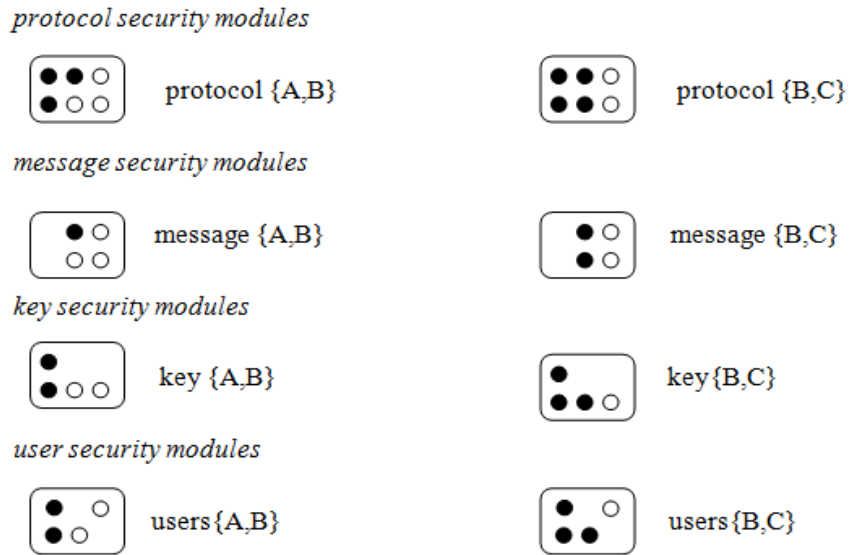 protocol security modules
protocol {A,B} protocol {B,C}
message security modules
message {A,B} message {B,C}
key security modules
key {A,B} key{B,C}
user security modules
users{A,B} users{B,C}